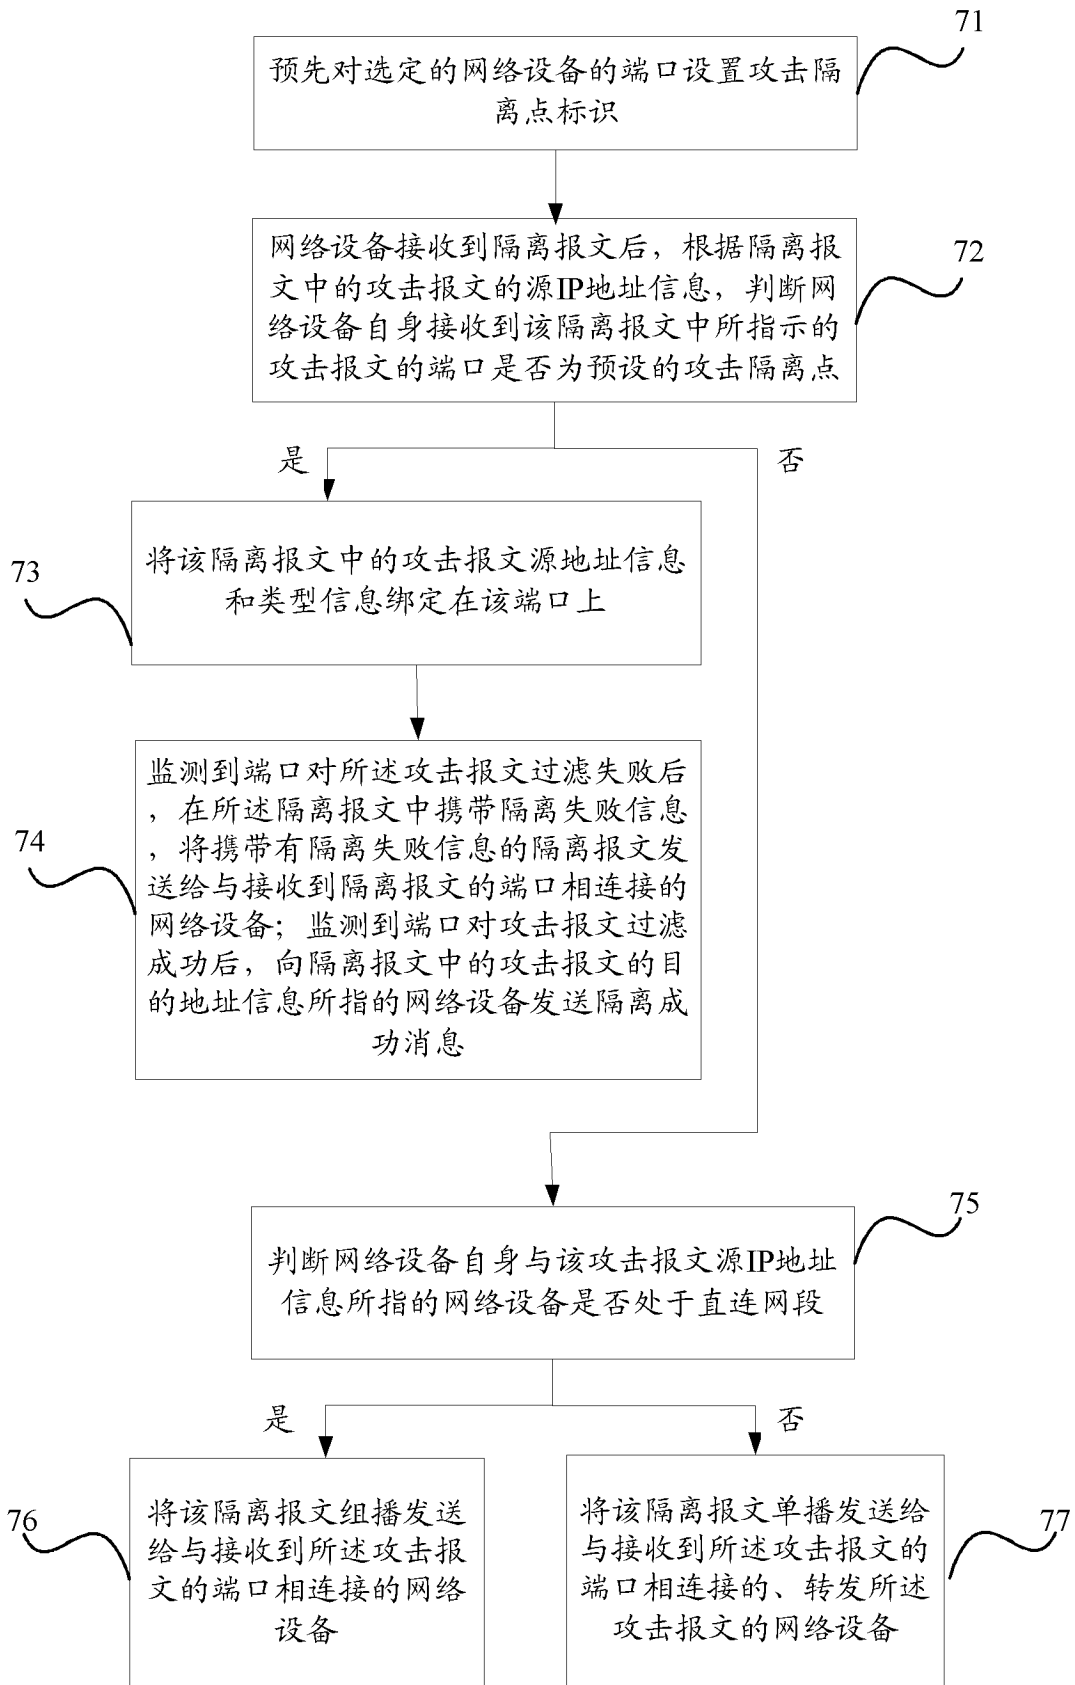 71
预先对选定的网络设备的端口设置攻击隔
离点标识
72
网络设备接收到隔离报文后，根据隔离报
文中的攻击报文的源IP地址信息，判断网
络设备自身接收到该隔离报文中所指示的
攻击报文的端口是否为预设的攻击隔离点
是
否
73
将该隔离报文中的攻击报文源地址信息
和类型信息绑定在该端口上
74
监测到端口对所述攻击报文过滤失败后
，在所述隔离报文中携带隔离失败信息
，将携带有隔离失败信息的隔离报文发
送给与接收到隔离报文的端口相连接的
网络设备；监测到端口对攻击报文过滤
成功后，向隔离报文中的攻击报文的目
的地址信息所指的网络设备发送隔离成
功消息
75
判断网络设备自身与该攻击报文源IP地址
信息所指的网络设备是否处于直连网段
是
否
76
将该隔离报文组播发送
给与接收到所述攻击报
文的端口相连接的网络
设备
77
将该隔离报文单播发送给
与接收到所述攻击报文的
端口相连接的、转发所述
攻击报文的网络设备